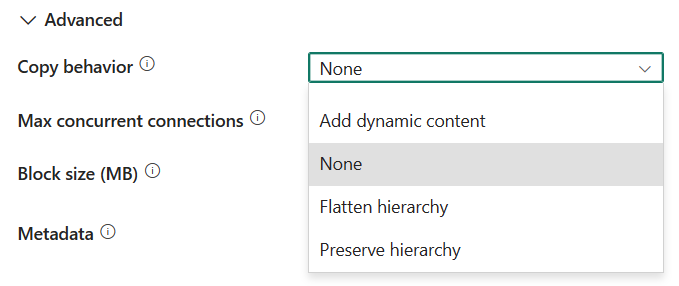 Advanced
Copy behavior
None
Add dynamic content
Max concurrent connections
None
Block size (MB)
Flatten hierarchy
Metadata
Preserve hierarchy